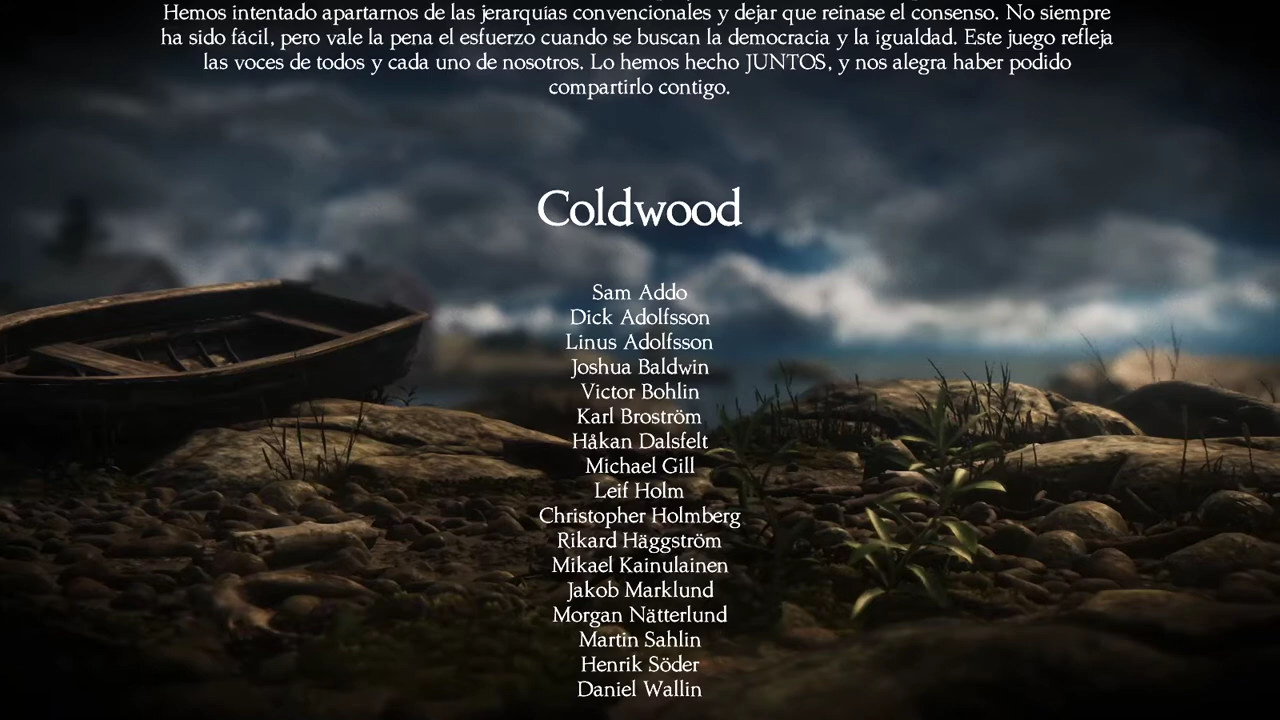 Hemos intentado apartarnos de las jerarquías convencionales y dejar que reinase el consenso. No siempre
ha sido fácil, pero vale la pena el esfuerzo cuando se buscan la democracia y la igualdad. Este juego refleja
las voces de todos y cada uno de nosotros. Lo hemos hecho JUNTOS, y nos alegra haber podido
compartirlo contigo.
Coldwood
Sam Addo
Dick Adolfsson
Linus Adolfsson
Joshua Baldwin
Victor Bohlin
Karl Broström
Håkan Dalsfelt
Michael Gill
Leif Holm
Christopher Holmberg
Rikard Häggström
Mikael Kainulainen
Jakob Marklund
Morgan Nätterlund
Martin Sahlin
Henrik Söder
Daniel Wallin